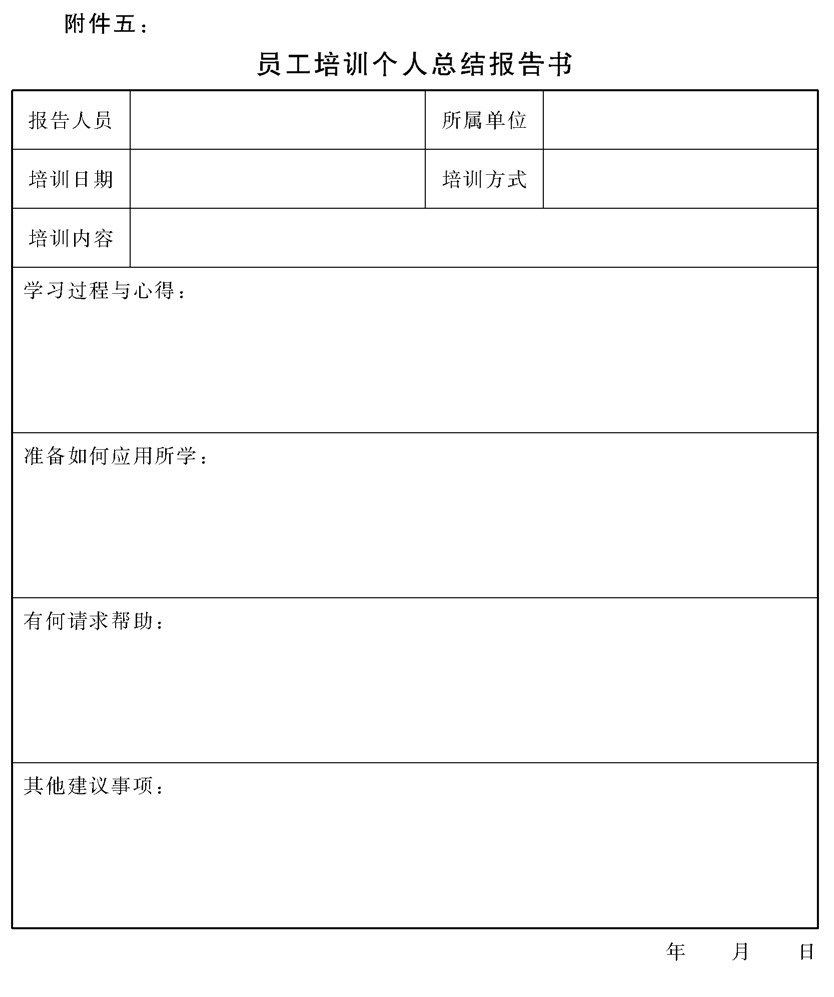 附件五：
员工培训个人总结报告书
报告人员 所属单位
培训日期 培训方式
培训内容
学习过程与心得：
准备如何应用所学：
有何请求帮助：
其他建议事项：
年 月 日